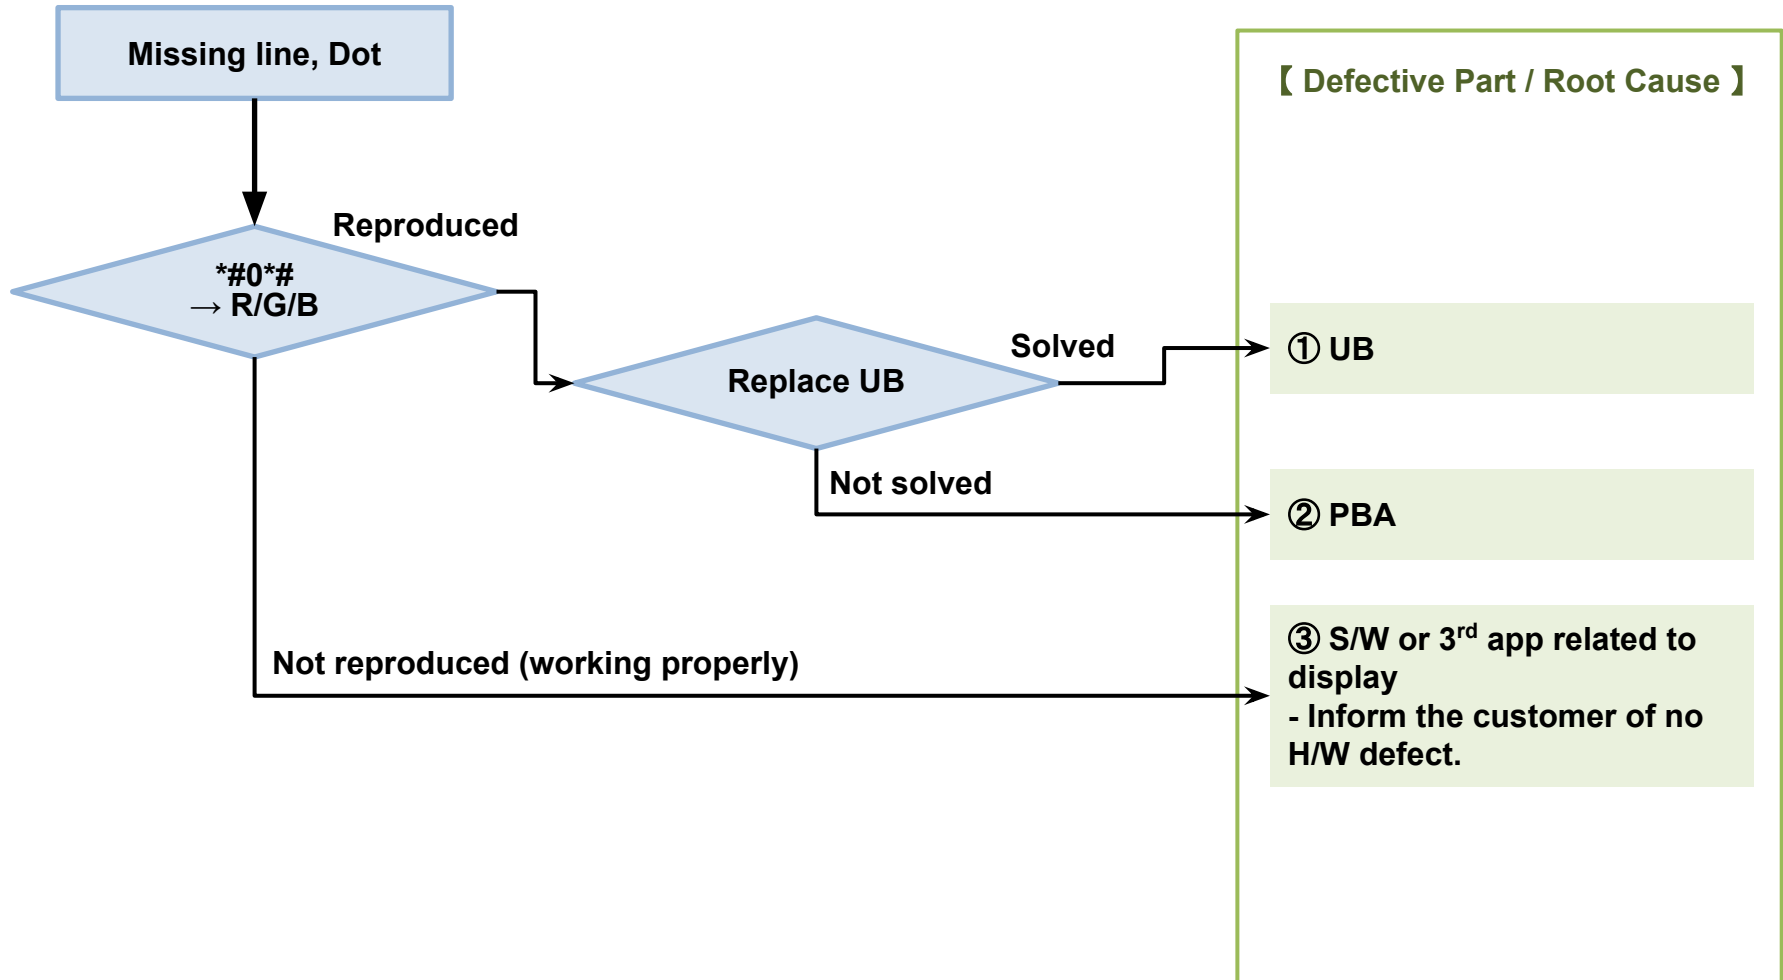 Missing line, Dot
【 Defective Part / Root Cause 】
Reproduced
*#0*#
→ R/G/B
Solved
① UB
Replace UB
Not solved
② PBA
Not reproduced (working properly)
③ S/W or 3rd app related to
display
- Inform the customer of no
H/W defect.